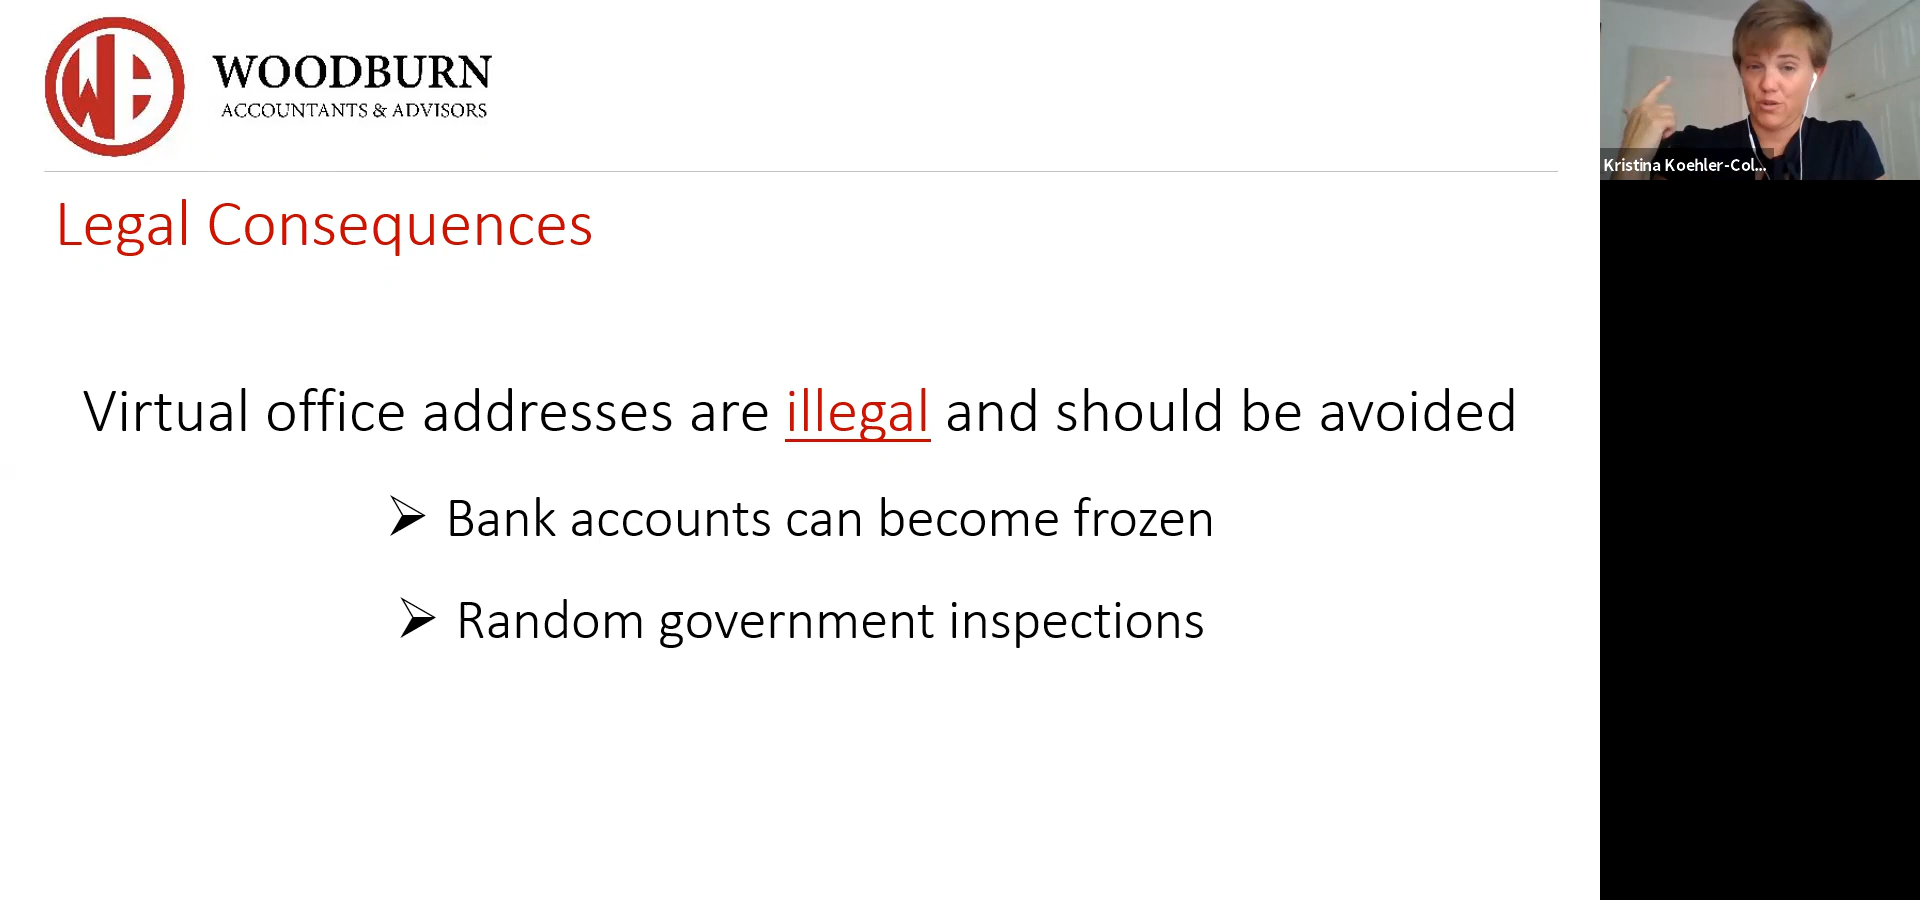 WOODBURN
ACCOUNTANTS & ADVISORS
Legal Consequences
Virtual office addresses are illegal and should be avoided
Bank accounts can become frozen
Random government inspections
Kristina Koehler-Col...